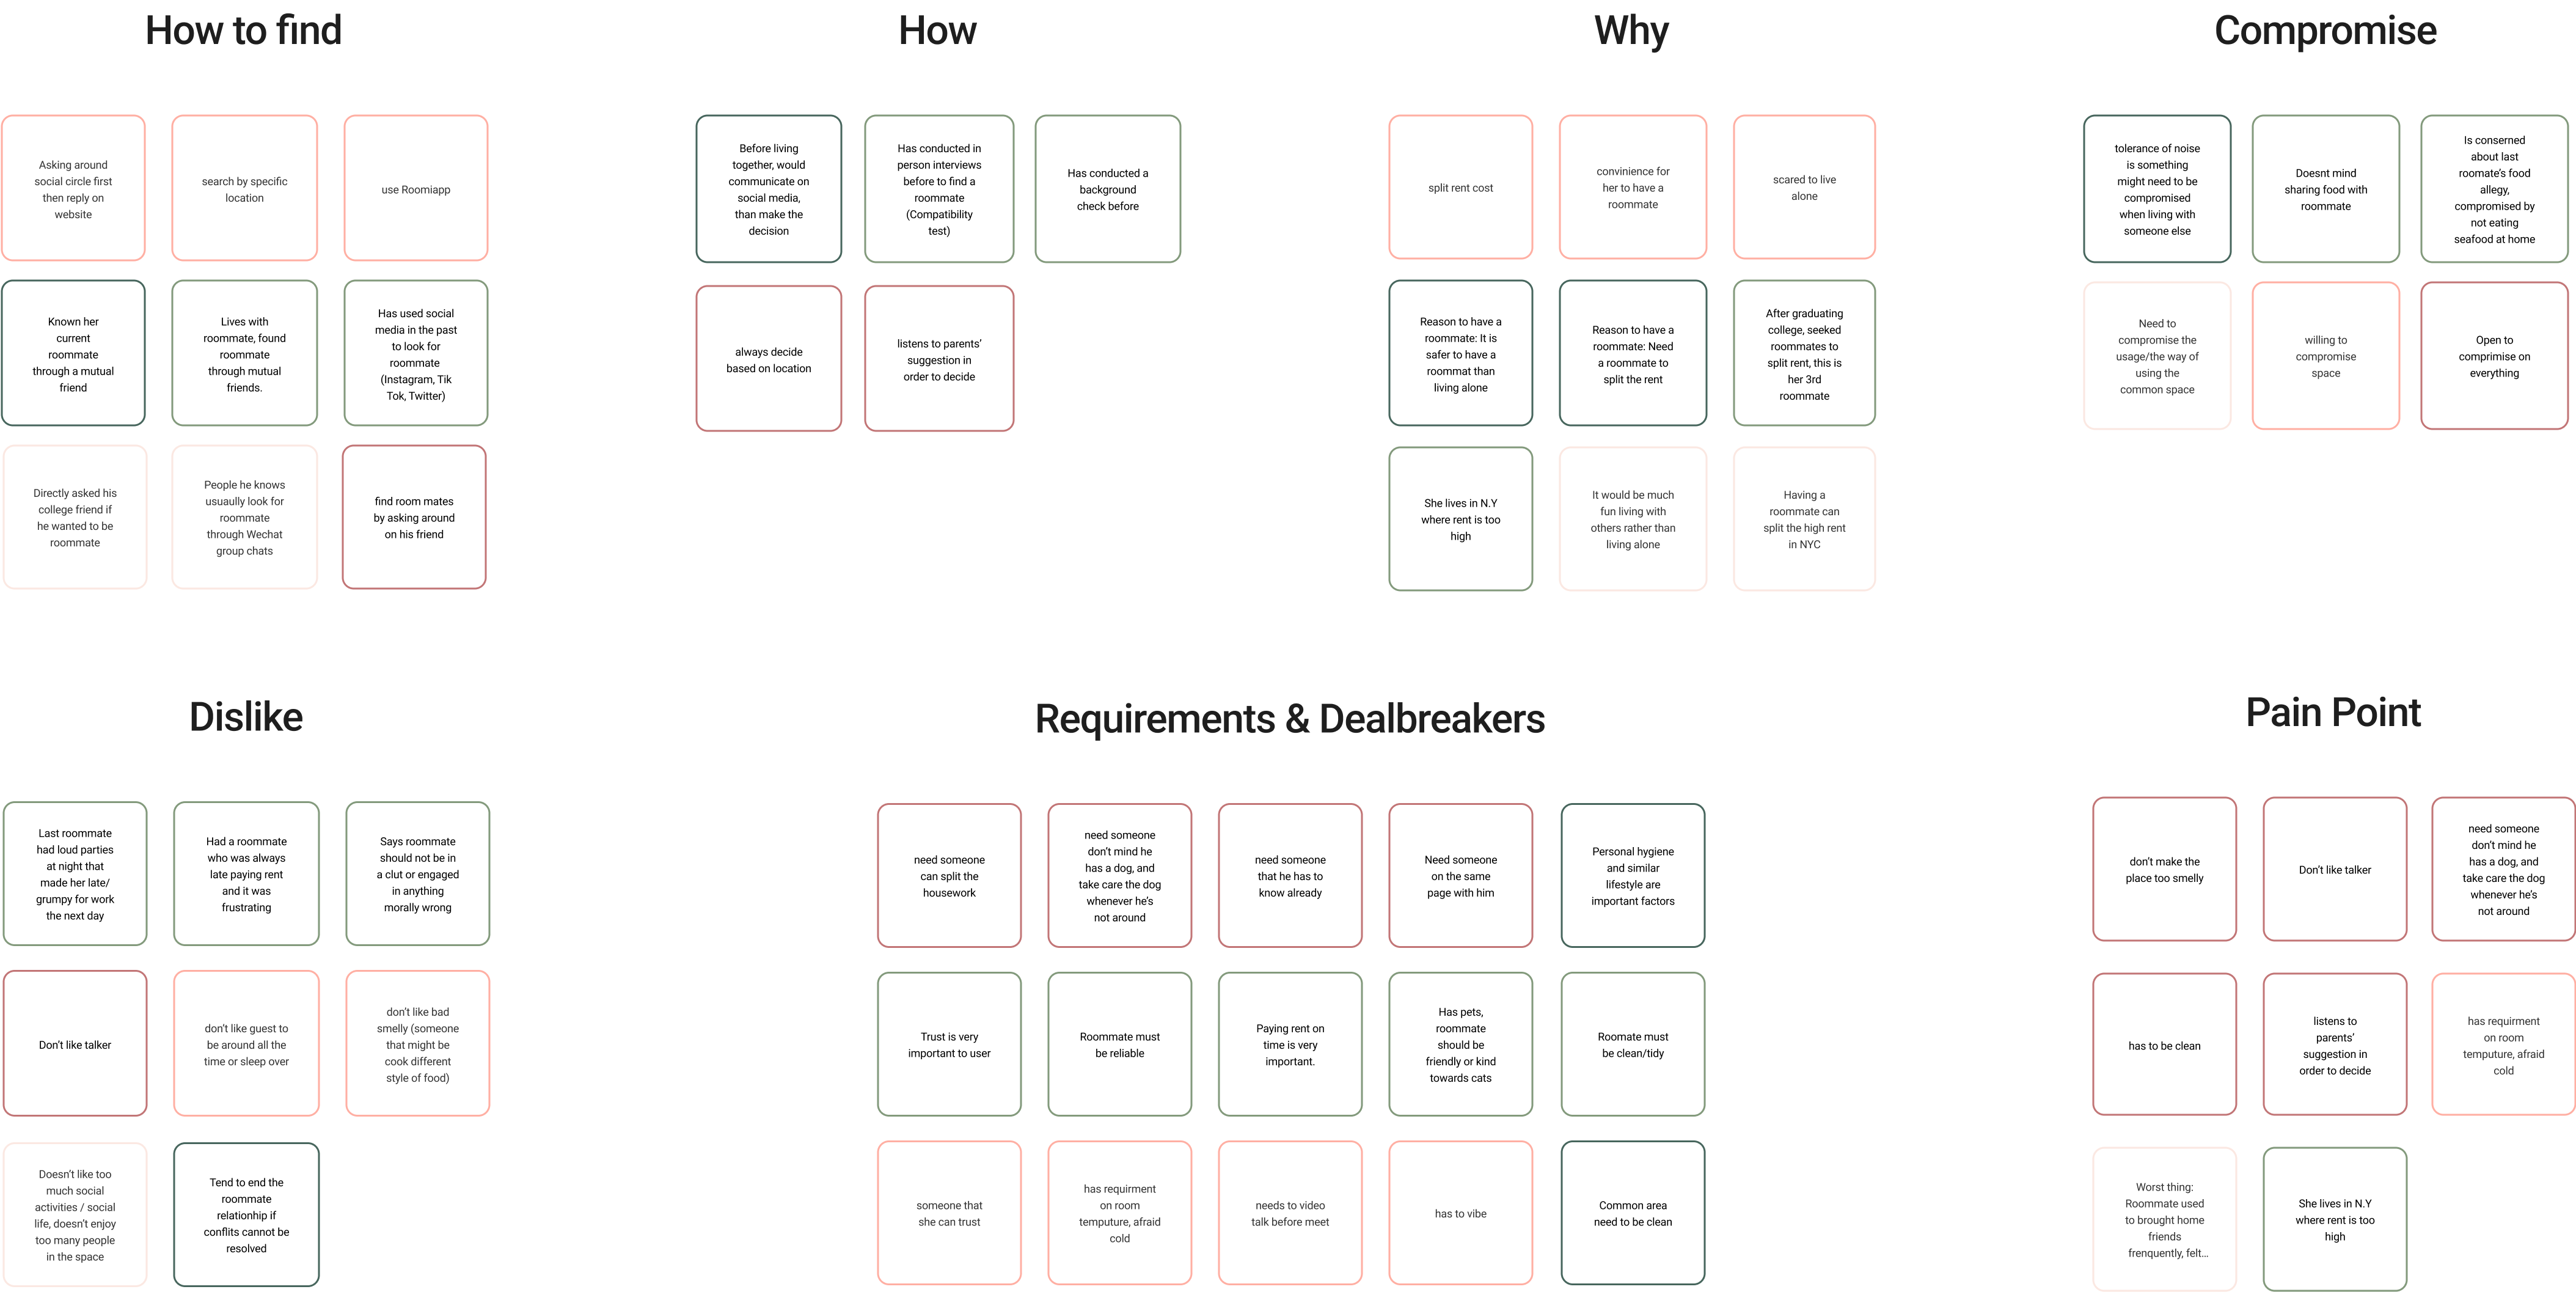 How to find
Asking around
social circle first
then reply on
website
search by specific
location
use Roomiapp
Known her
current
roommate
through a mutual
friend
Lives with
roommate, found
roommate
through mutual
friends.
Has used social
media in the past
to look for
roommate
(Instagram, Tik
Tok, Twitter)
Directly asked his
college friend if
he wanted to be
roommate
People he knows
usuaully look for
roommate
through Wechat
group chats
find room mates
by asking around
on his friend
How
Before living
together, would
communicate on
social media,
than make the
decision
Has conducted in
person interviews
before to find a
roommate
(Compatibility
test)
Has conducted a
background
check before
always decide
based on location
listens to parents’
suggestion in
order to decide
Why
split rent cost
convinience for
her to have a
roommate
scared to live
alone
Reason to have a
roommate: It is
safer to have a
roommat than
living alone
Reason to have a
roommate: Need
a roommate to
split the rent
After graduating
college, seeked
roommates to
split rent, this is
her 3rd
roommate
She lives in N.Y
where rent is too
high
It would be much
fun living with
others rather than
living alone
Having a
roommate can
split the high rent
in NYC
Compromise
tolerance of noise
is something
might need to be
compromised
when living with
someone else
Doesnt mind
sharing food with
roommate
Is conserned
about last
roomate’s food
allegy,
compromised by
not eating
seafood at home
Need to
compromise the
usage/the way of
using the
common space
willing to
compromise
space
Open to
comprimise on
everything
Dislike
Last roommate
had loud parties
at night that
made her late/
grumpy for work
the next day
Had a roommate
who was always
late paying rent
and it was
frustrating
Says roommate
should not be in
a clut or engaged
in anything
morally wrong
Don’t like talker
don’t like guest to
be around all the
time or sleep over
don’t like bad
smelly (someone
that might be
cook different
style of food)
Doesn’t like too
much social
activities / social
life, doesn’t enjoy
too many people
in the space
Tend to end the
roommate
relationhip if
conflits cannot be
resolved
Requirements & Dealbreakers
need someone
can split the
housework
need someone
don’t mind he
has a dog, and
take care the dog
whenever he’s
not around
need someone
that he has to
know already
Need someone
on the same
page with him
Personal hygiene
and similar
lifestyle are
important factors
Trust is very
important to user
Roommate must
be reliable
Paying rent on
time is very
important.
Has pets,
roommate
should be
friendly or kind
towards cats
Roomate must
be clean/tidy
someone that
she can trust
has requirment
on room
temputure, afraid
cold
needs to video
talk before meet
has to vibe
Common area
need to be clean
Pain Point
don’t make the
place too smelly
Don’t like talker
need someone
don’t mind he
has a dog, and
take care the dog
whenever he’s
not around
has to be clean
listens to
parents’
suggestion in
order to decide
has requirment
on room
temputure, afraid
cold
Worst thing:
Roommate used
to brought home
friends
frenquently, felt...
She lives in N.Y
where rent is too
high